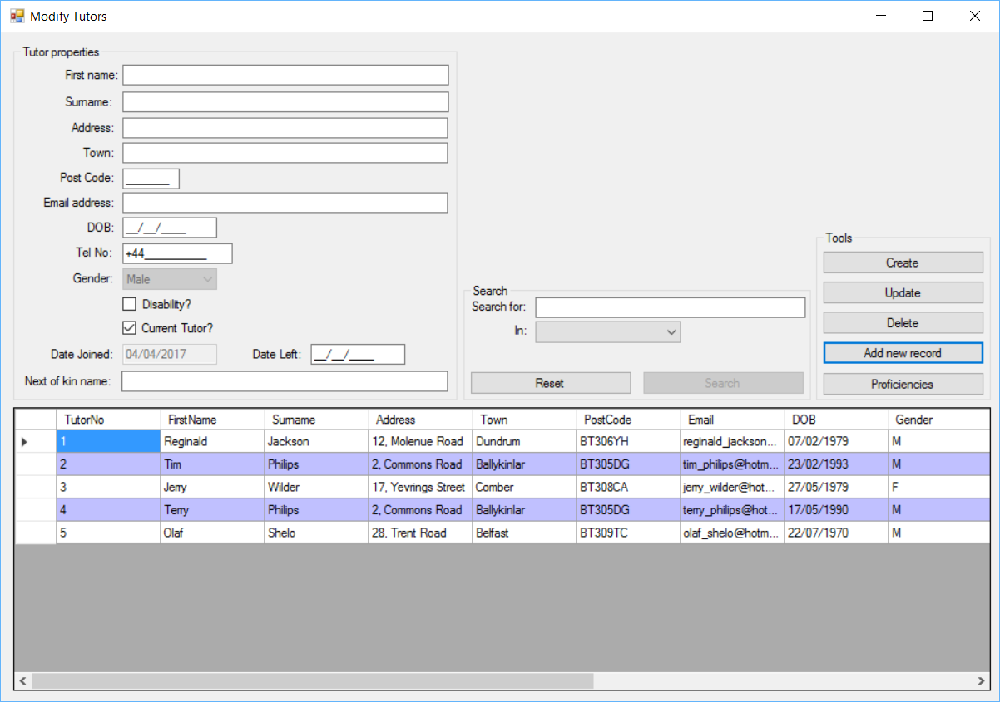 Modify Tutors
Tutor properties
First name:
Surname:
Address:
Town:
Post Code: _______
Email address:
DOB: __/__/____
Tel No: +44__________
Gender: Male
Disability?
Current Tutor?
Date Joined: 04/04/2017 Date Left: __/__/____
Next of kin name:
Search
Search for:
In:
Reset Search
Tools
Create
Update
Delete
Add new record
Proficiencies
TutorNo FirstName Surname Address Town PostCode Email DOB Gender
1 Reginald Jackson 12, Molenue Road Dundrum BT306YH reginald_jackson... 07/02/1979 M
2 Tim Philips 2, Commons Road Ballykinlar BT305DG tim_philips@hotm... 23/02/1993 M
3 Jerry Wilder 17, Yevrings Street Comber BT308CA jerry_wilder@hot... 27/05/1979 F
4 Terry Philips 2, Commons Road Ballykinlar BT305DG terry_philips@hot... 17/05/1990 M
5 Olaf Shelo 28, Trent Road Belfast BT309TC olaf_shelo@hotm... 22/07/1970 M